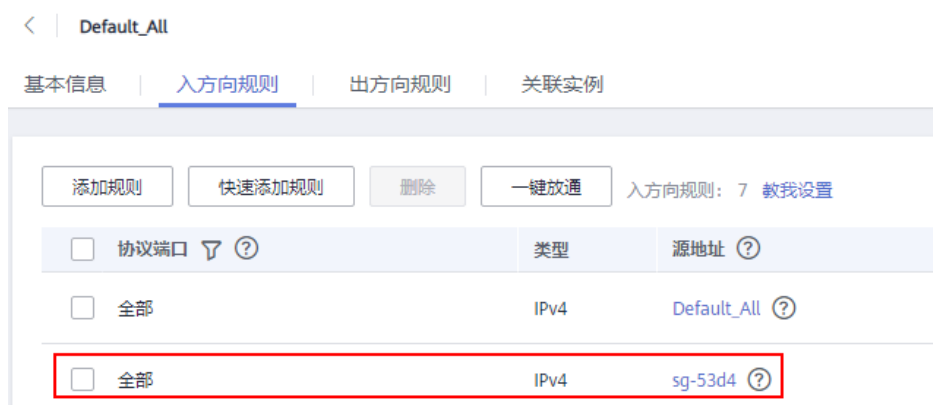 Default_All
基本信息 入方向规则 出方向规则 关联实例
添加规则 快速添加规则 删除 一键放通 入方向规则: 7 教我设置
协议端口 类型 源地址
全部 IPv4 Default_All
全部 IPv4 sg-53d4